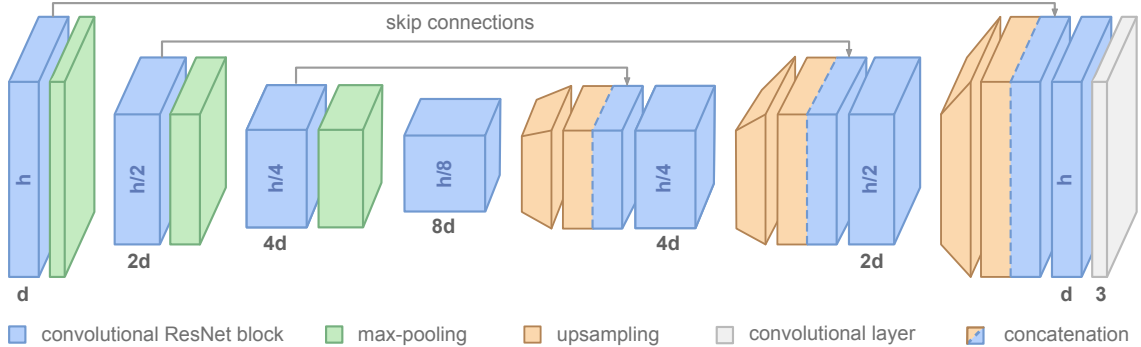 skip connections
h
h/2
h/4
h/8
h/4
h/2
h
d
2d
4d
8d
4d
2d
d
3
convolutional ResNet block
max-pooling
upsampling
convolutional layer
concatenation